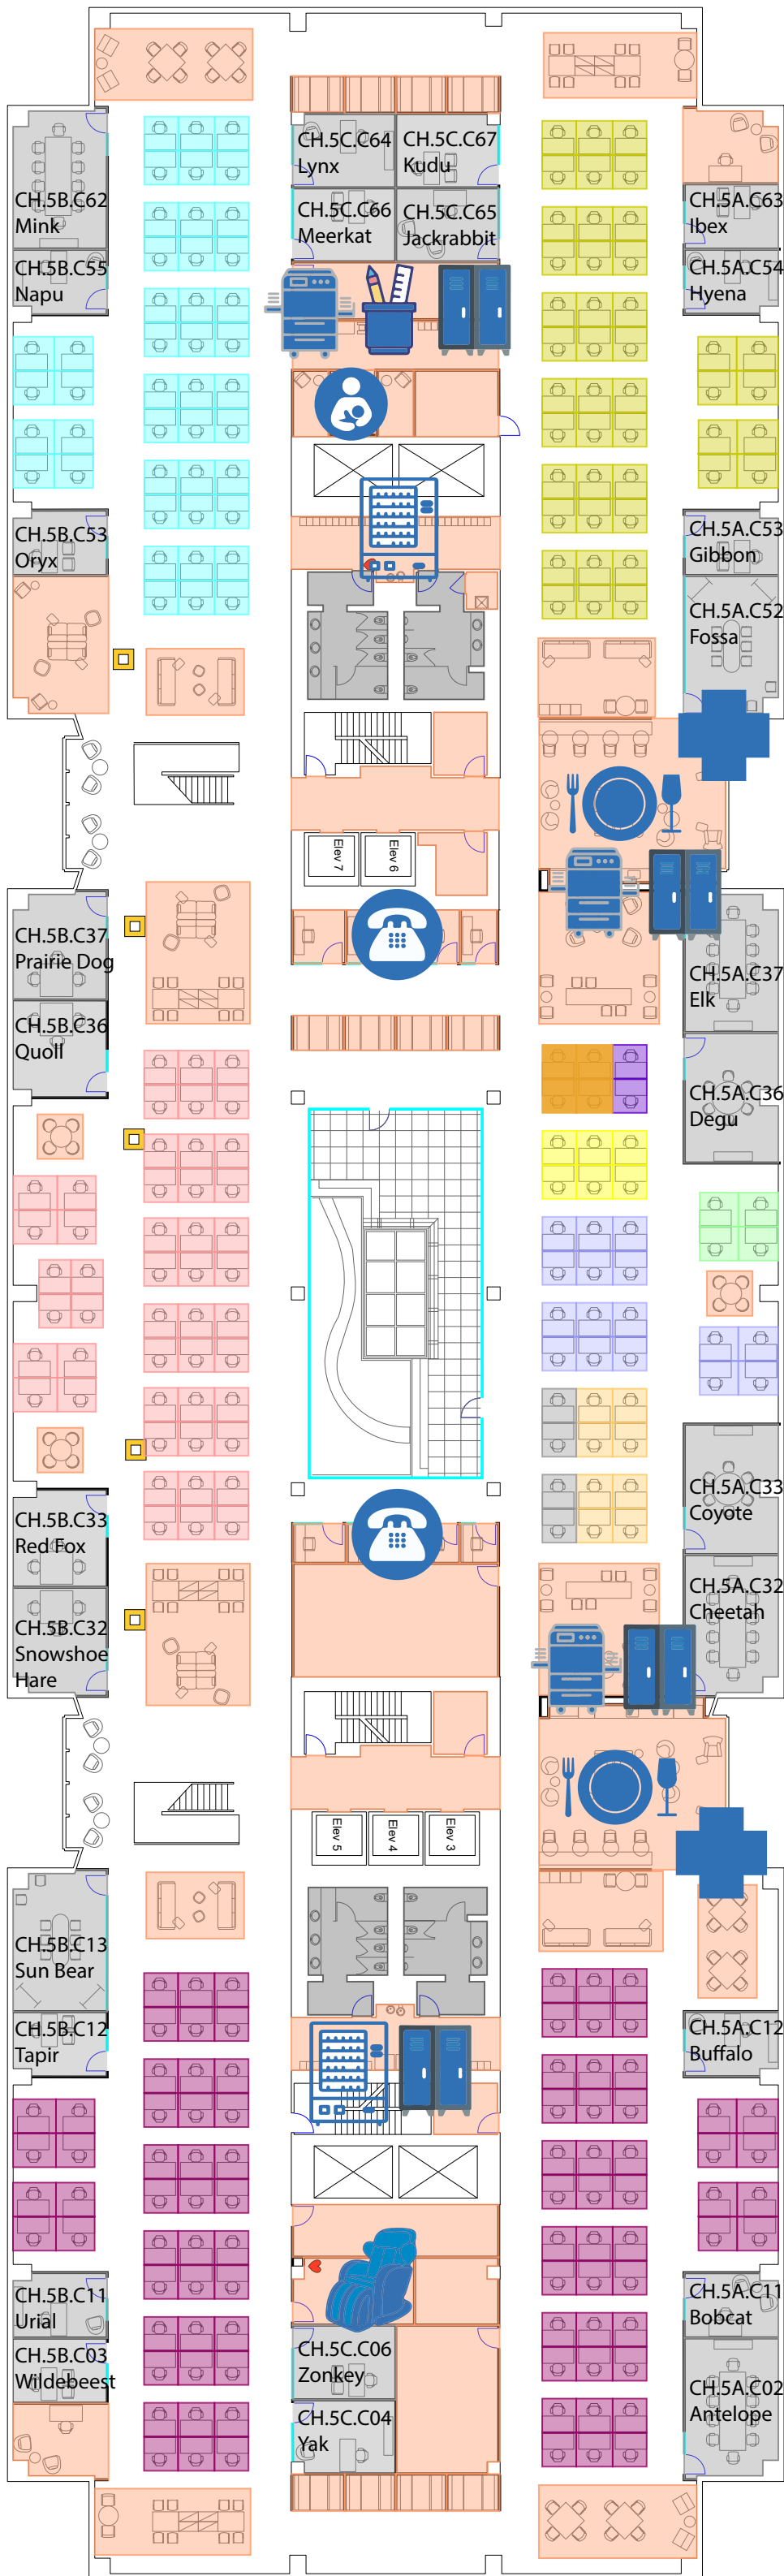 CH.5C.C64
Lynx
CH.5C.C67
Kudu
CH.5B.C62
Mink
CH.5C.C66
Meerkat
CH.5C.C65
Jackrabbit
CH.5A.C63
Ibex
CH.5B.C55
Napu
CH.5A.C54
Hyena
CH.5B.C53
Oryx
CH.5A.C53
Gibbon
CH.5A.C52
Fossa
Elev 7
Elev 6
CH.5B.C37
Prairie Dog
CH.5A.C37
Elk
CH.5B.C36
Quoll
CH.5A.C36
Degu
CH.5A.C33
Coyote
CH.5B.C33
Red Fox
CH.5A.C32
Cheetah
CH.5B.C32
Snowshoe
Hare
Elev 5
Elev 4
Elev 3
CH.5B.C13
Sun Bear
CH.5B.C12
Tapir
CH.5A.C12
Buffalo
CH.5B.C11
Urial
CH.5A.C11
Bobcat
CH.5B.C03
Wildebeest
CH.5C.C06
Zonkey
CH.5A.C02
Antelope
CH.5C.C04
Yak